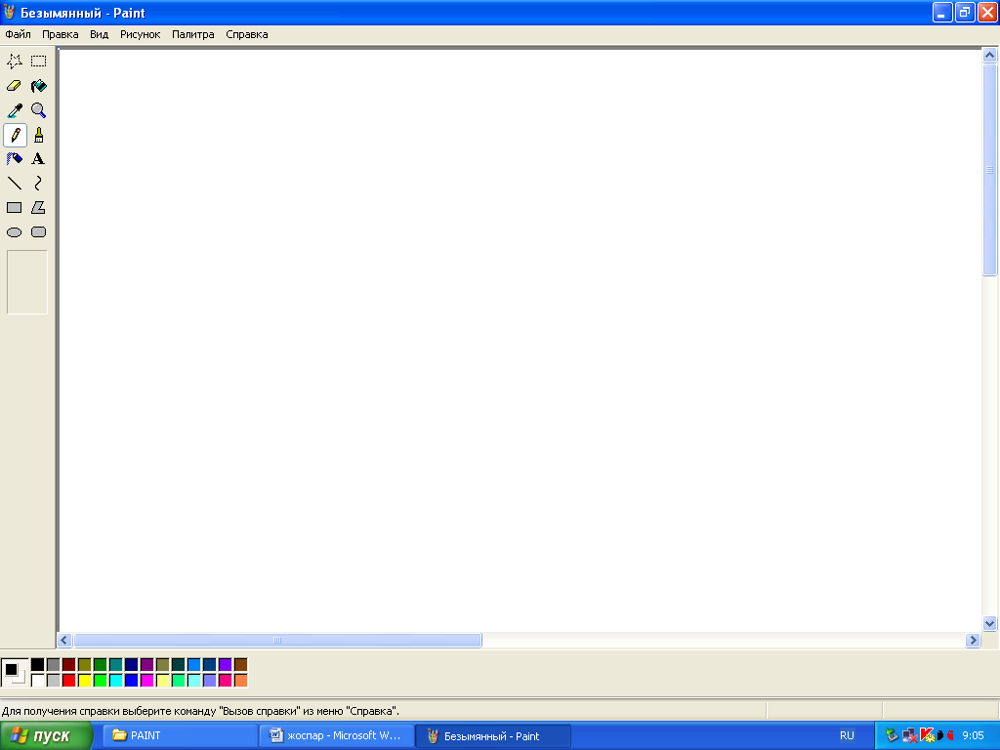 Безымянный - Paint
Файл Правка Вид Рисунок Палитра Справка
A
Для получения справки выберите команду "Вызов справки" из меню "Справка".
пуск PAINT жоспар - Microsoft W... Безымянный - Paint RU 9:05